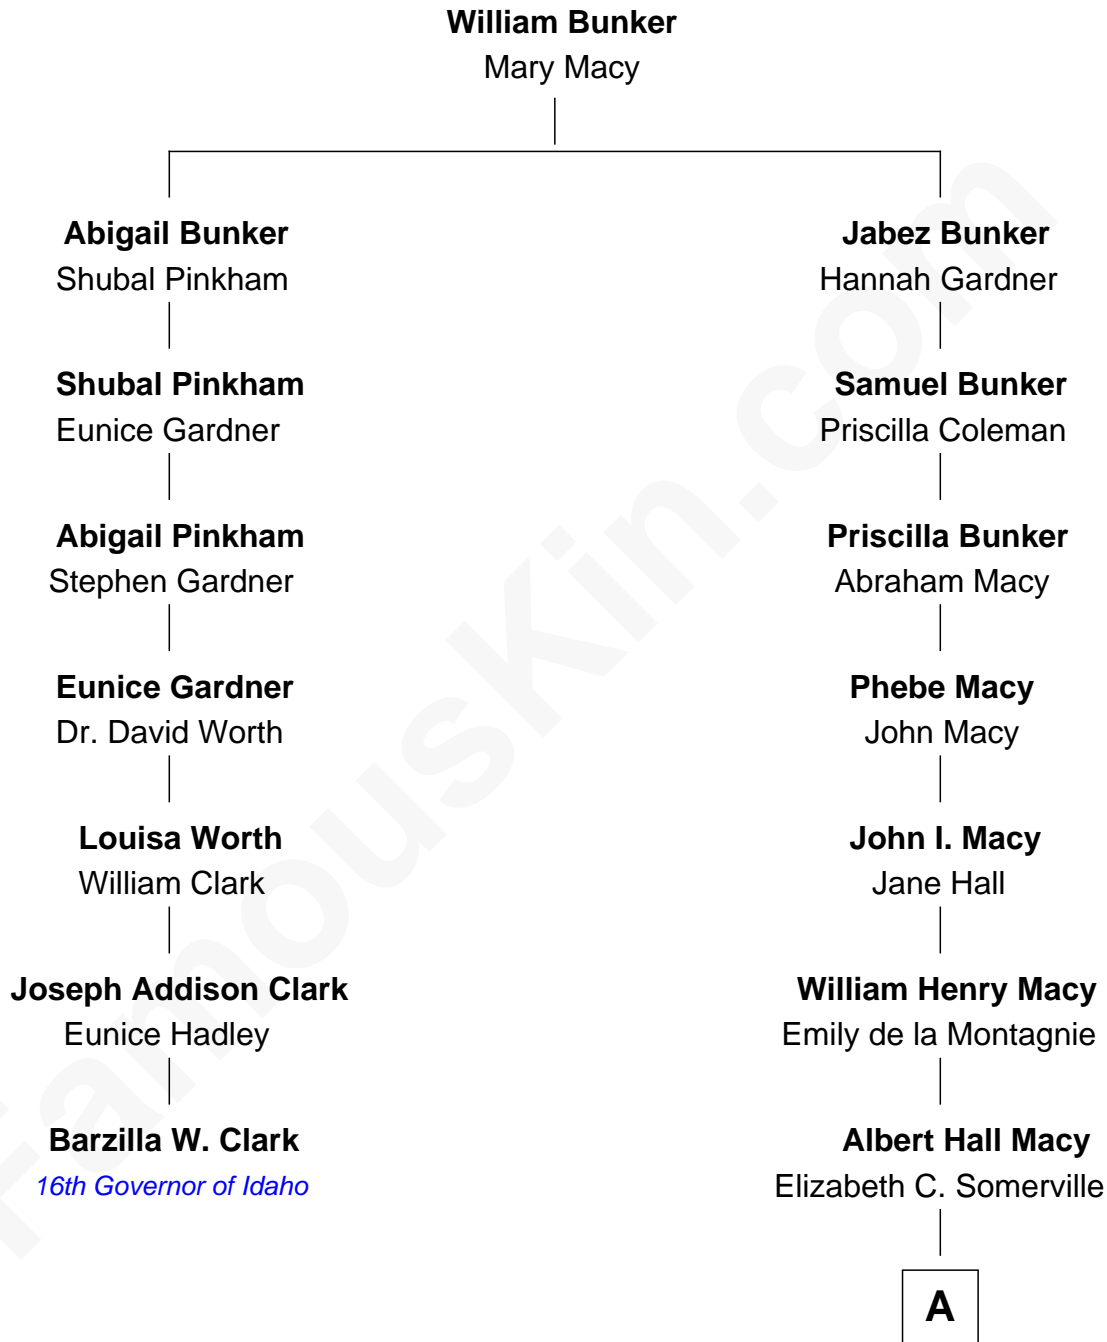 William Bunker
Mary Macy
Abigail Bunker
Shubal Pinkham
Jabez Bunker
Hannah Gardner
Shubal Pinkham
Eunice Gardner
Samuel Bunker
Priscilla Coleman
Abigail Pinkham
Stephen Gardner
Priscilla Bunker
Abraham Macy
Eunice Gardner
Dr. David Worth
Phebe Macy
John Macy
Louisa Worth
William Clark
John I. Macy
Jane Hall
Joseph Addison Clark
Eunice Hadley
William Henry Macy
Emily de la Montagnie
Barzilla W. Clark
16th Governor of Idaho
Albert Hall Macy
Elizabeth C. Somerville
A
FamousKin.com